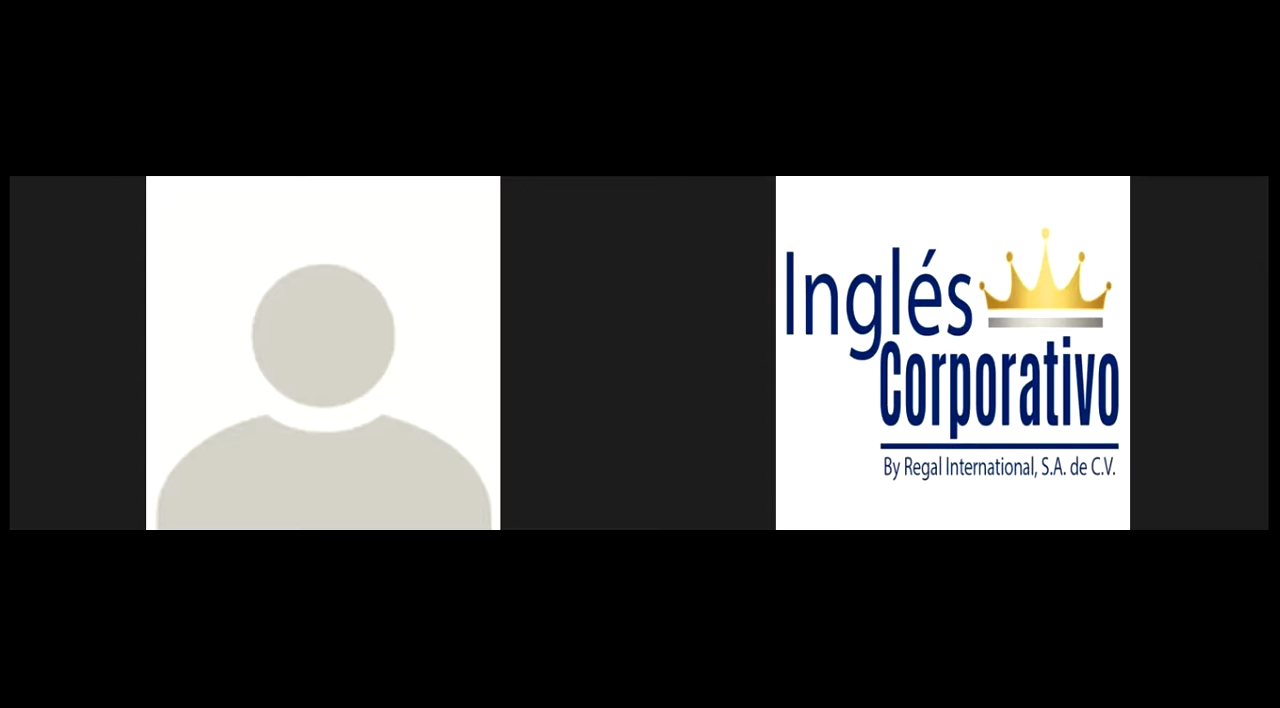 Inglés
Corporativo
By Regal International, S.A. de C.V.